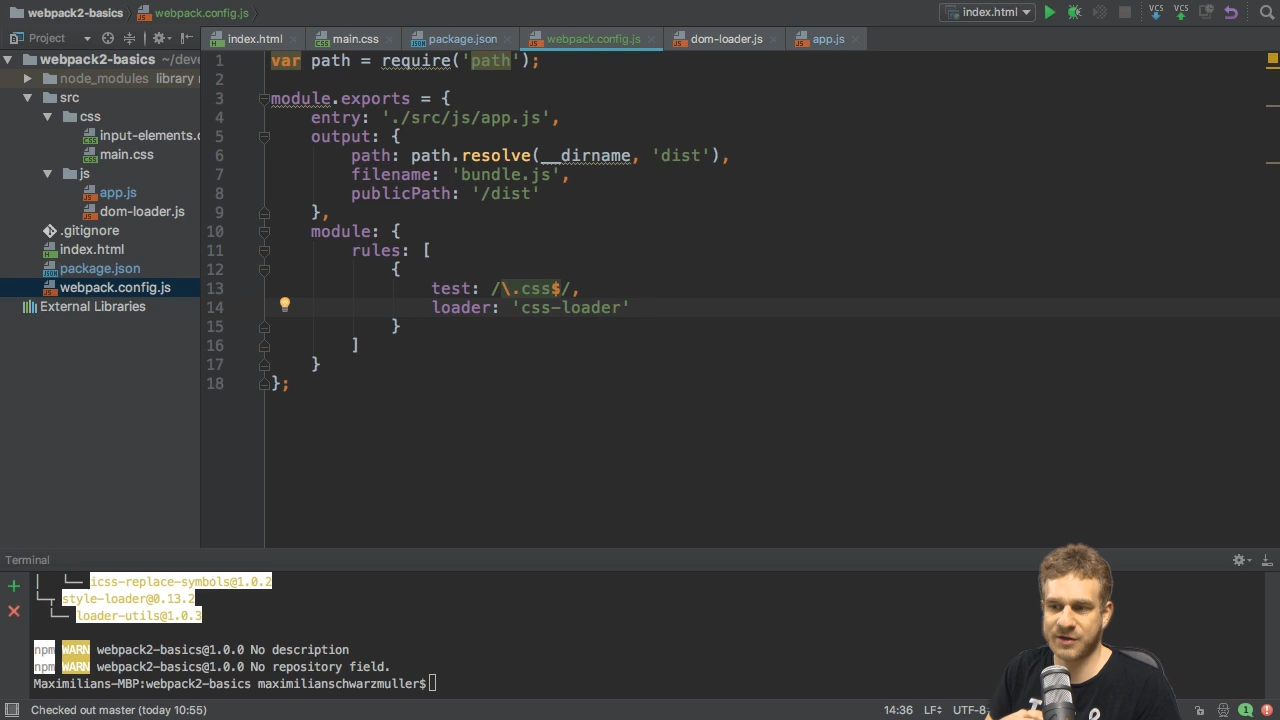 webpack2-basics webpack.config.js index.html VCS VCS
Project index.html main.css package.json webpack.config.js dom-loader.js app.js
webpack2-basics ~/deve
node_modules library r
src
css
input-elements.c
main.css
js
app.js
dom-loader.js
.gitignore
index.html
package.json
webpack.config.js
External Libraries
1 var path = require('path');
2
3 module.exports = {
4 entry: './src/js/app.js',
5 output: {
6 path: path.resolve(__dirname, 'dist'),
7 filename: 'bundle.js',
8 publicPath: '/dist'
9 },
10 module: {
11 rules: [
12 {
13 test: /\.css$/,
14 loader: 'css-loader'
15 }
16 ]
17 }
18 };
Terminal
icss-replace-symbols@1.0.2
style-loader@0.13.2
loader-utils@1.0.3
npm WARN webpack2-basics@1.0.0 No description
npm WARN webpack2-basics@1.0.0 No repository field.
Maximilians-MBP:webpack2-basics maximilianschwarzmuller$
Checked out master (today 10:55) 14:36 LF UTF-8 1